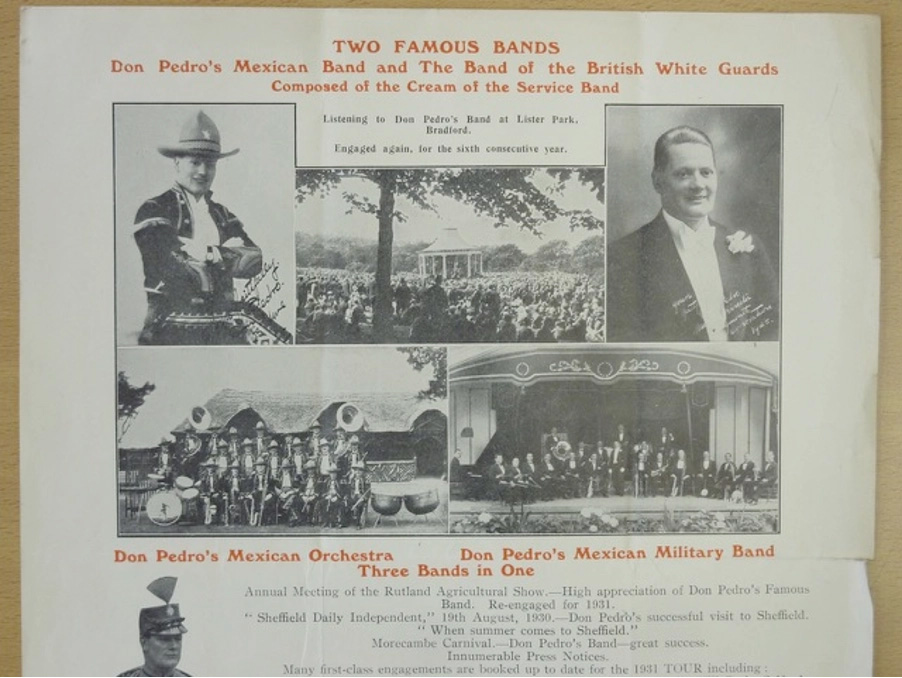 TWO FAMOUS BANDS
Don Pedro's Mexican Band and The Band of the British White Guards
Composed of the Cream of the Service Band
Listening to Don Pedro's Band at Lister Park,
Bradford.
Engaged again, for the sixth consecutive year.
Don Pedro's Mexican Orchestra
Don Pedro's Mexican Military Band
Three Bands in One
Annual Meeting of the Rutland Agricultural Show.—High appreciation of Don Pedro's Famous
Band. Re-engaged for 1931.
"Sheffield Daily Independent," 19th August, 1930.—Don Pedro's successful visit to Sheffield.
"When summer comes to Sheffield."
Morecambe Carnival.—Don Pedro's Band—great success.
Innumerable Press Notices.
Many first-class engagements are booked up to date for the 1931 TOUR including :